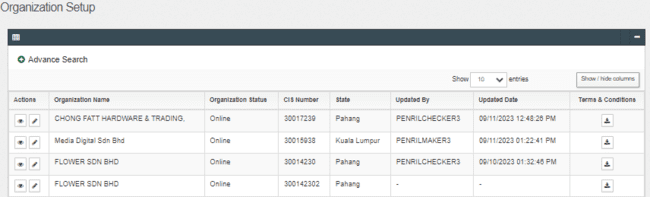 Organization Setup
Advance Search
Show 10 entries Show / hide columns
Actions Organization Name Organization Status CIS Number State Updated By Updated Date Terms & Conditions
CHONG FATT HARDWARE & TRADING, Online 30017239 Pahang PENRILCHECKER3 09/11/2023 12:48:26 PM
Media Digital Sdn Bhd Online 30015938 Kuala Lumpur PENRILMAKER3 09/11/2023 01:22:41 PM
FLOWER SDN BHD Online 30014230 Pahang PENRILCHECKER3 09/10/2023 01:32:46 PM
FLOWER SDN BHD Online 300142302 Pahang - -